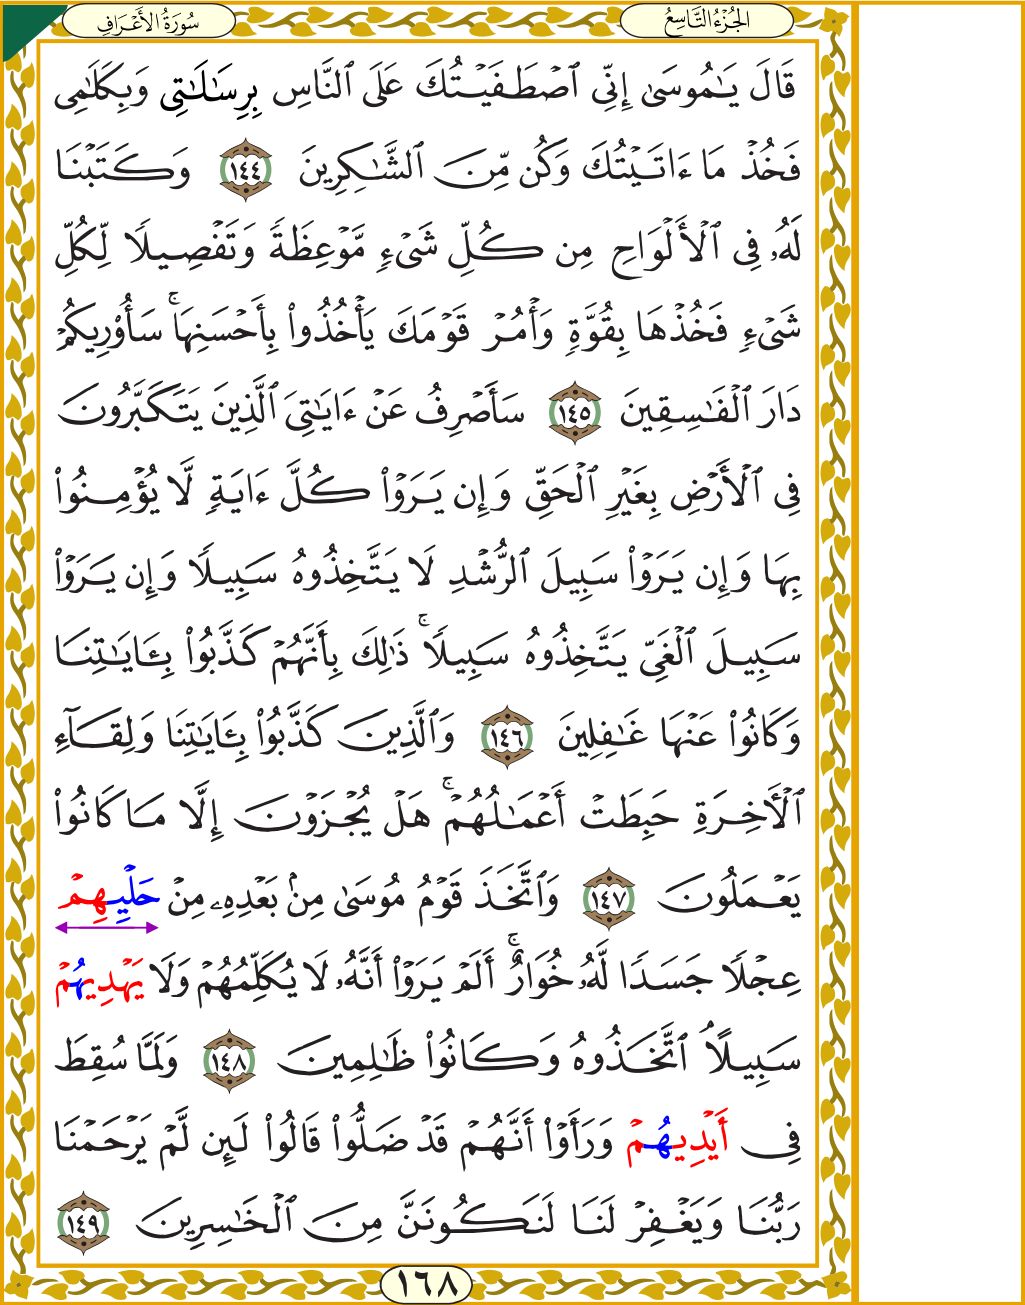 سُورَةُ الأَعْرَافِ
الجُزْءُ التَّاسِعُ
قَالَ يَٰمُوسَىٰ إِنِّى ٱصْطَفَيْتُكَ عَلَى ٱلنَّاسِ بِرِسَٰلَٰتِى وَبِكَلَٰمِى
فَخُذْ مَا ءَاتَيْتُكَ وَكُن مِّنَ ٱلشَّٰكِرِينَ ١٤٤ وَكَتَبْنَا
لَهُۥ فِى ٱلْأَلْوَاحِ مِن كُلِّ شَىْءٍ مَّوْعِظَةً وَتَفْصِيلًا لِّكُلِّ
شَىْءٍ فَخُذْهَا بِقُوَّةٍ وَأْمُرْ قَوْمَكَ يَأْخُذُوا۟ بِأَحْسَنِهَا ۚ سَأُو۟رِيكُمْ
دَارَ ٱلْفَٰسِقِينَ ١٤٥ سَأَصْرِفُ عَنْ ءَايَٰتِىَ ٱلَّذِينَ يَتَكَبَّرُونَ
فِى ٱلْأَرْضِ بِغَيْرِ ٱلْحَقِّ وَإِن يَرَوْا۟ كُلَّ ءَايَةٍ لَّا يُؤْمِنُوا۟
بِهَا وَإِن يَرَوْا۟ سَبِيلَ ٱلرُّشْدِ لَا يَتَّخِذُوهُ سَبِيلًا وَإِن يَرَوْا۟
سَبِيلَ ٱلْغَىِّ يَتَّخِذُوهُ سَبِيلًا ۚ ذَٰلِكَ بِأَنَّهُمْ كَذَّبُوا۟ بِـَٔايَٰتِنَا
وَكَانُوا۟ عَنْهَا غَٰفِلِينَ ١٤٦ وَٱلَّذِينَ كَذَّبُوا۟ بِـَٔايَٰتِنَا وَلِقَآءِ
ٱلْأَخِرَةِ حَبِطَتْ أَعْمَٰلُهُمْ ۚ هَلْ يُجْزَوْنَ إِلَّا مَا كَانُوا۟
يَعْمَلُونَ ١٤٧ وَٱتَّخَذَ قَوْمُ مُوسَىٰ مِنۢ بَعْدِهِۦ مِنْ حَلْيِهِمْ
عِجْلًا جَسَدًا لَّهُۥ خُوَارٌ ۚ أَلَمْ يَرَوْا۟ أَنَّهُۥ لَا يُكَلِّمُهُمْ وَلَا يَهْدِيهُمْ
سَبِيلًا ۘ ٱتَّخَذُوهُ وَكَانُوا۟ ظَٰلِمِينَ ١٤٨ وَلَمَّا سُقِطَ
فِى أَيْدِيهُمْ وَرَأَوْا۟ أَنَّهُمْ قَدْ ضَلُّوا۟ قَالُوا۟ لَئِن لَّمْ يَرْحَمْنَا
رَبُّنَا وَيَغْفِرْ لَنَا لَنَكُونَنَّ مِنَ ٱلْخَٰسِرِينَ ١٤٩
١٦٨